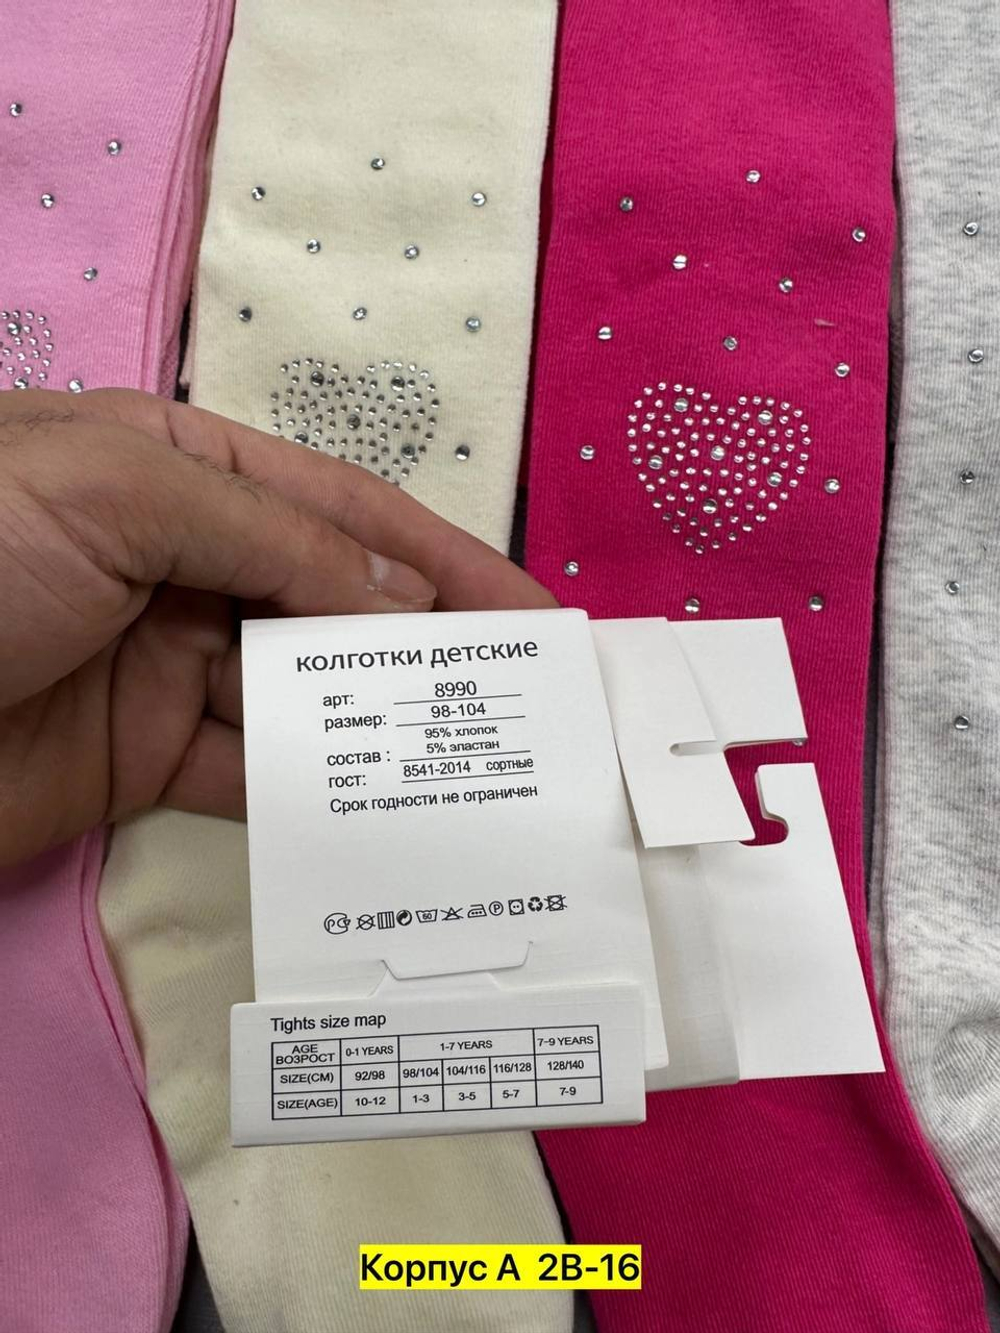 колготки детские
арт: 8990
размер: 98-104
состав : 95% хлопок
5% эластан
гост: 8541-2014 сортные
Срок годности не ограничен
Tights size map
AGE ВОЗРОСТ 0-1 YEARS 1-7 YEARS 7-9 YEARS
SIZE(CM) 92/98 98/104 104/116 116/128 128/140
SIZE(AGE) 10-12 1-3 3-5 5-7 7-9
Корпус А 2В-16